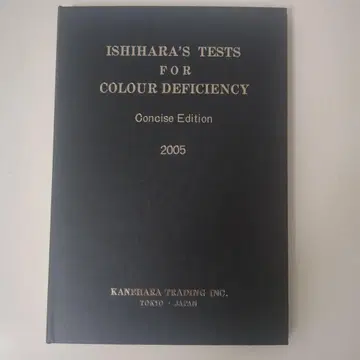 ISHIHARA'S TESTS
FOR
COLOUR DEFICIENCY
Concise Edition
2005
KANEHARA TRADING INC.
TOKYO · JAPAN